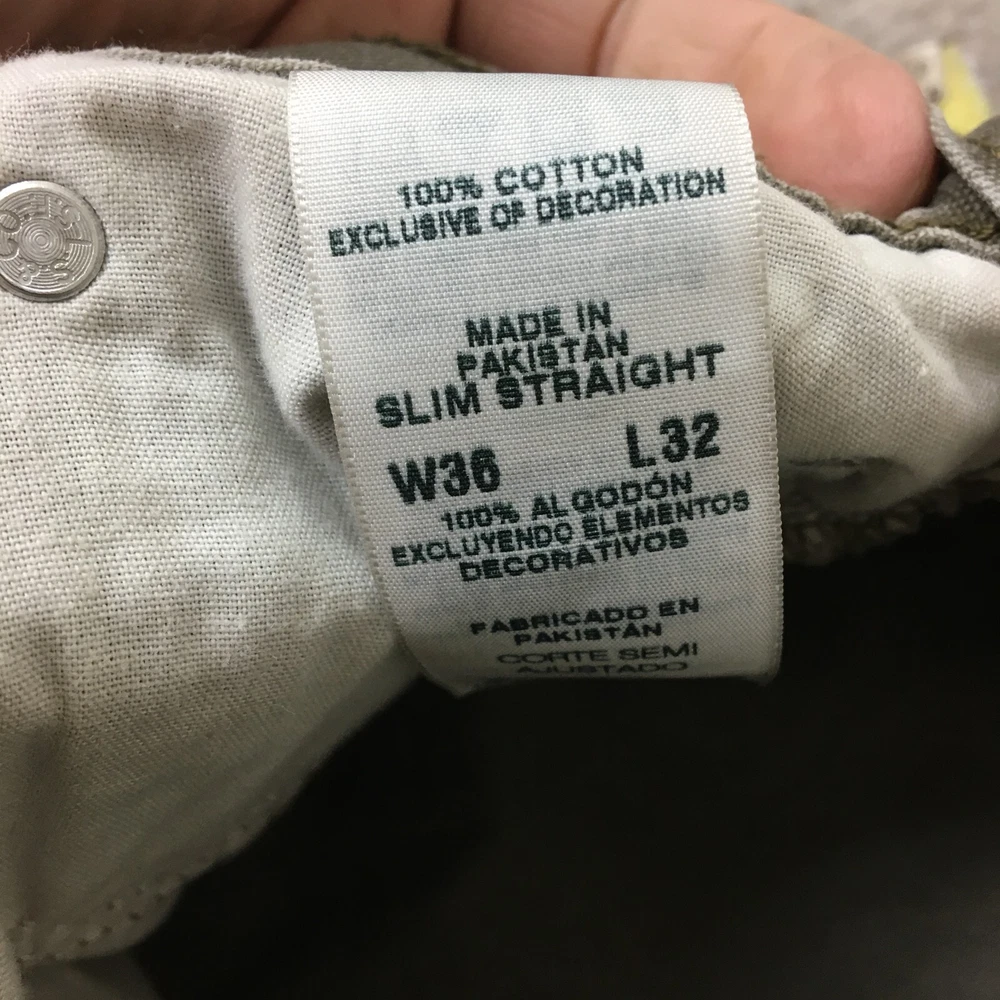 100% COTTON
EXCLUSIVE OF DECORATION
MADE IN
PAKISTAN
SLIM STRAIGHT
W36 L32
100% ALGODÓN
EXCLUYENDO ELEMENTOS
DECORATIVOS
FABRICADO EN
PAKISTÁN
CORTE SEMI
AJUSTADO